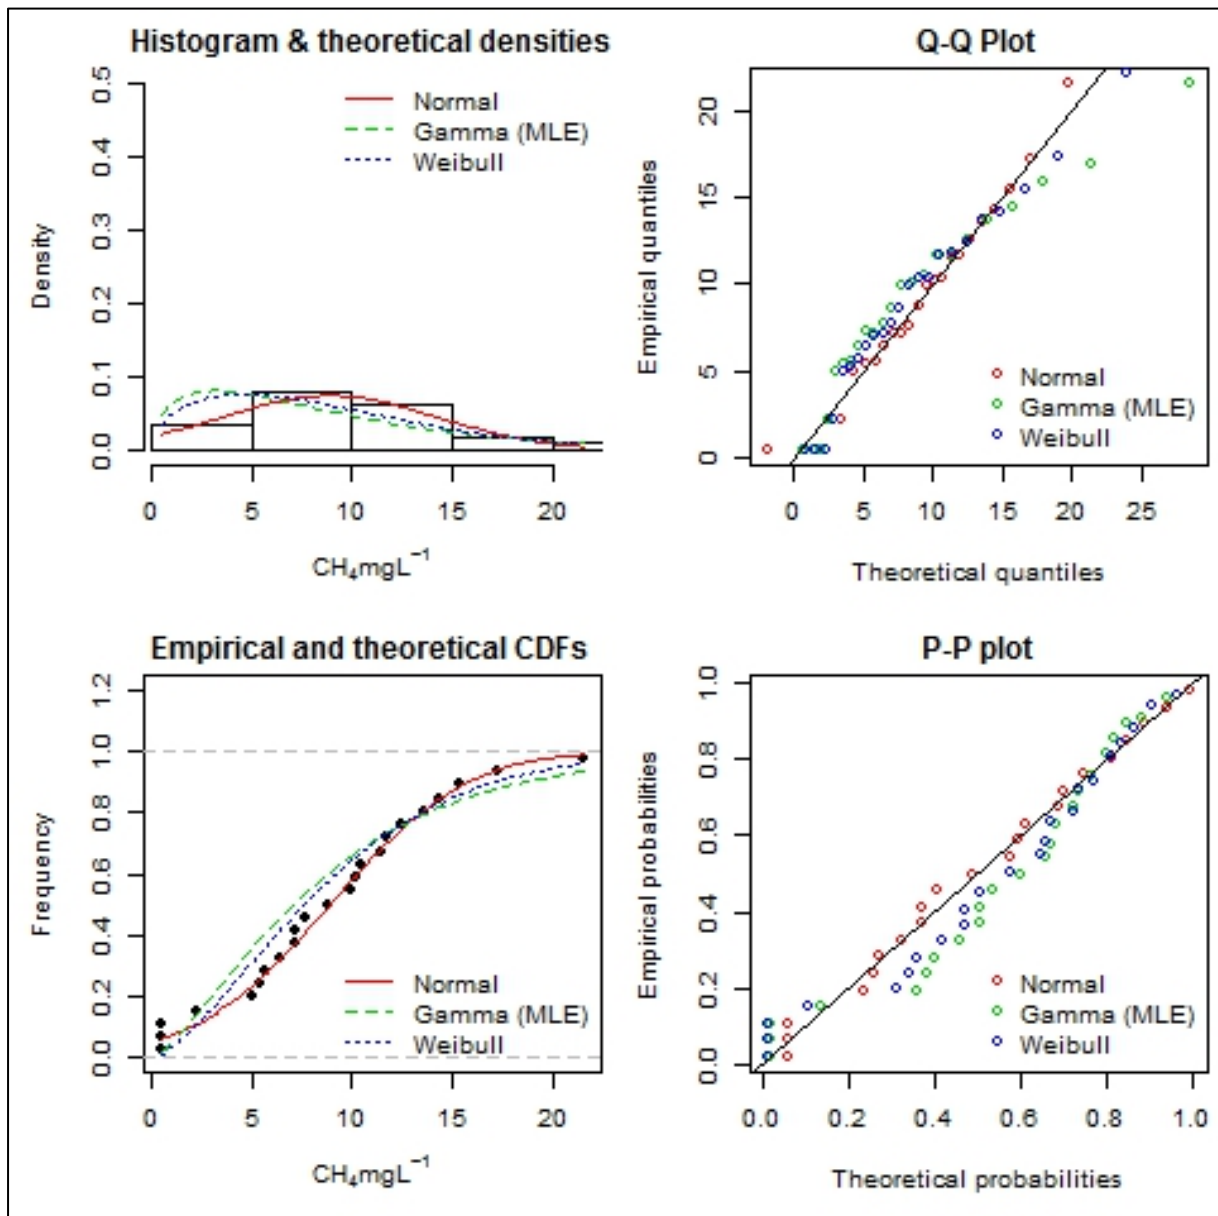 Histogram & theoretical densities
Density
0.0 0.1 0.2 0.3 0.4 0.5
Normal
Gamma (MLE)
Weibull
0 5 10 15 20
CH₄mgL⁻¹
Q-Q Plot
Empirical quantiles
0 5 10 15 20
Normal
Gamma (MLE)
Weibull
0 5 10 15 20 25
Theoretical quantiles
Empirical and theoretical CDFs
Frequency
0.0 0.2 0.4 0.6 0.8 1.0 1.2
Normal
Gamma (MLE)
Weibull
0 5 10 15 20
CH₄mgL⁻¹
P-P plot
Empirical probabilities
0.0 0.2 0.4 0.6 0.8 1.0
Normal
Gamma (MLE)
Weibull
0.0 0.2 0.4 0.6 0.8 1.0
Theoretical probabilities